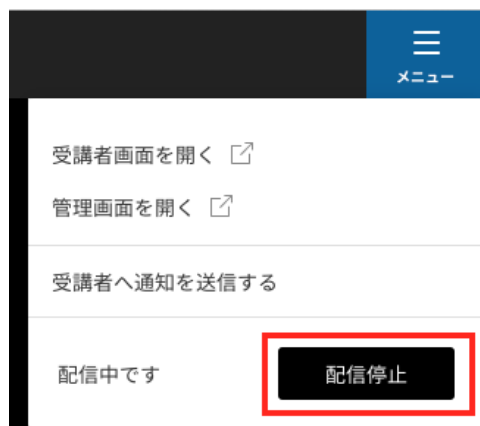 メニュー
受講者画面を開く
管理画面を開く
受講者へ通知を送信する
配信中です 配信停止